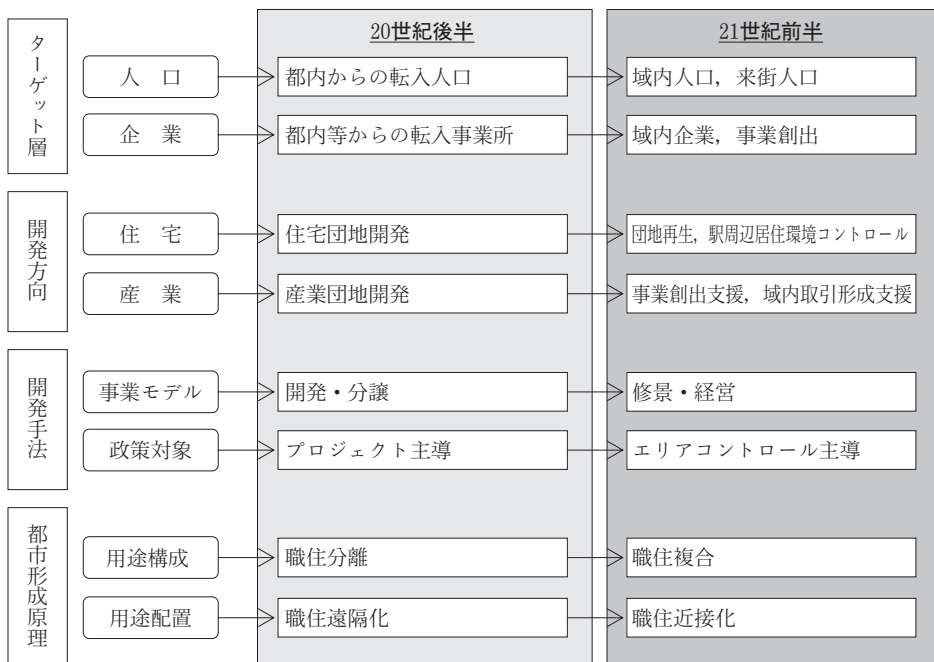 20世紀後半
21世紀前半
ターゲット層
人 口
都内からの転入人口
域内人口，来街人口
企 業
都内等からの転入事業所
域内企業，事業創出
開発方向
住 宅
住宅団地開発
団地再生，駅周辺居住環境コントロール
産 業
産業団地開発
事業創出支援，域内取引形成支援
開発手法
事業モデル
開発・分譲
修景・経営
政策対象
プロジェクト主導
エリアコントロール主導
都市形成原理
用途構成
職住分離
職住複合
用途配置
職住遠隔化
職住近接化